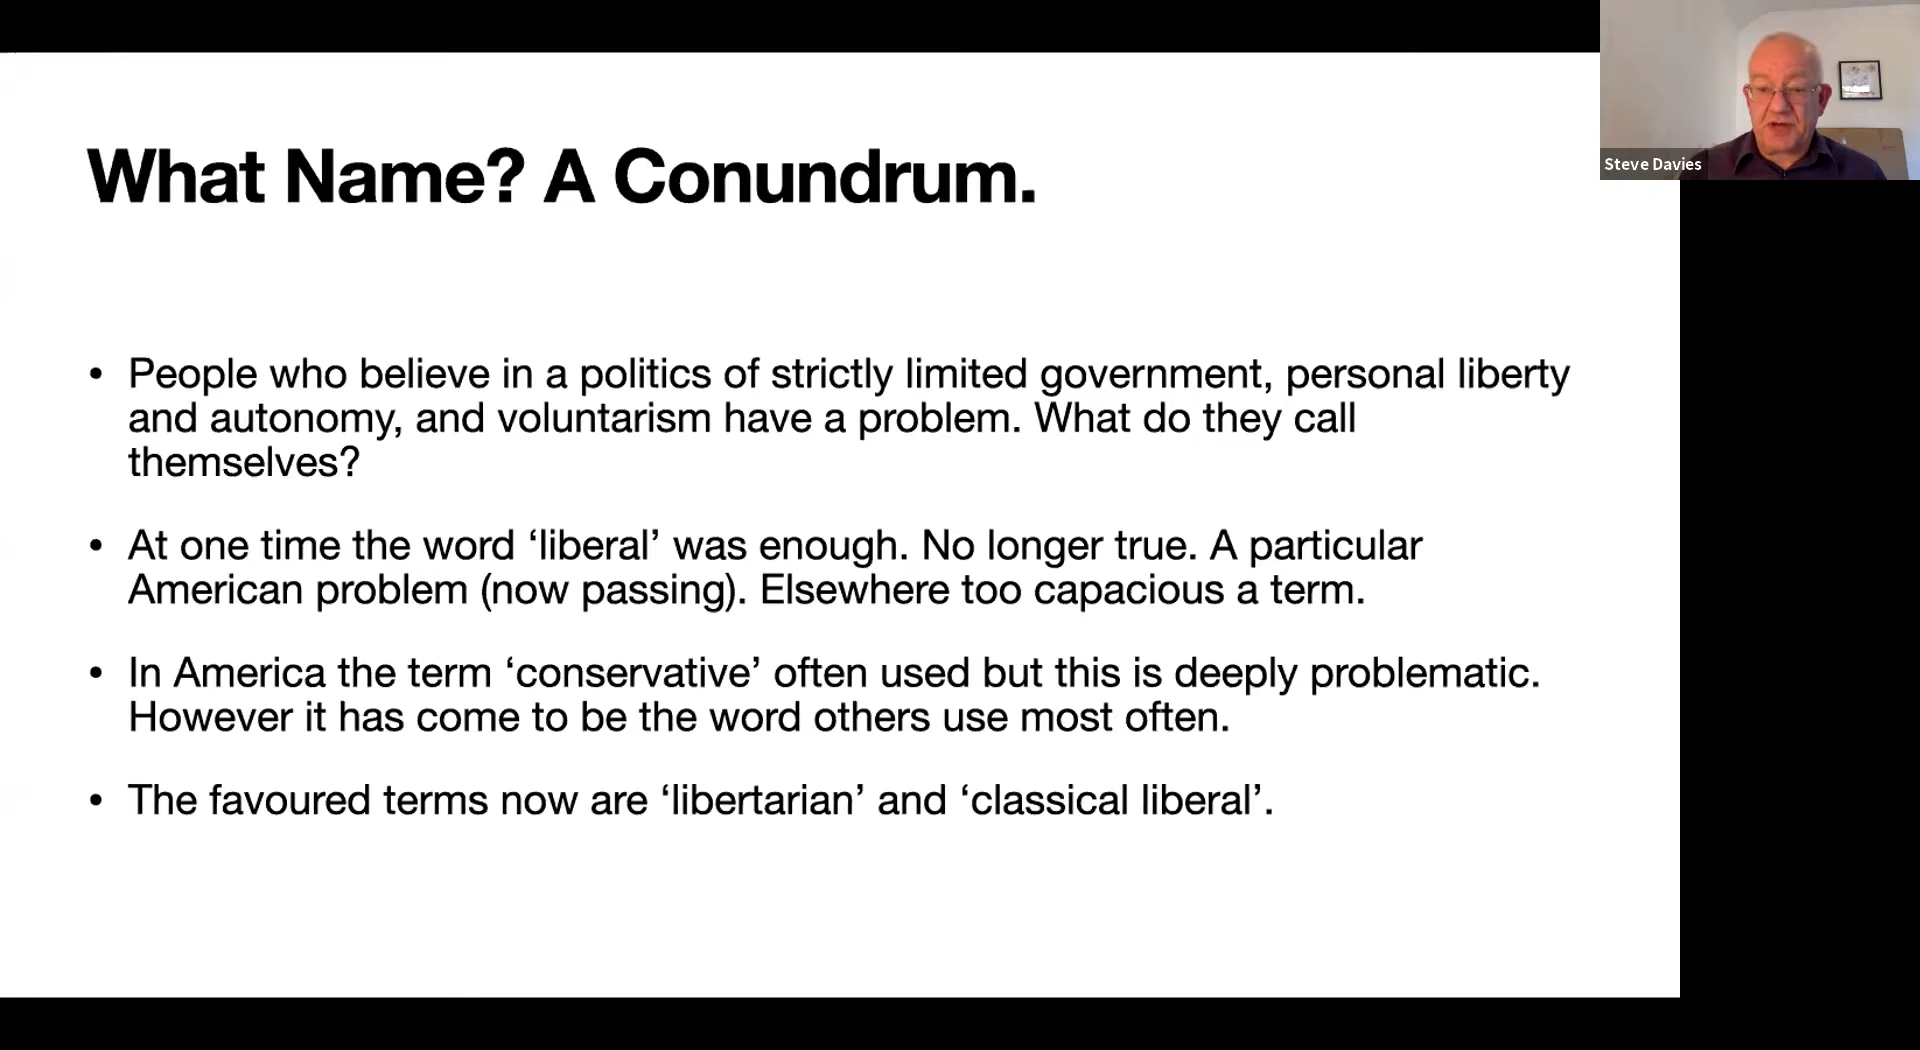 What Name? A Conundrum.
• People who believe in a politics of strictly limited government, personal liberty
and autonomy, and voluntarism have a problem. What do they call
themselves?
• At one time the word ‘liberal’ was enough. No longer true. A particular
American problem (now passing). Elsewhere too capacious a term.
• In America the term ‘conservative’ often used but this is deeply problematic.
However it has come to be the word others use most often.
• The favoured terms now are ‘libertarian’ and ‘classical liberal’.
Steve Davies